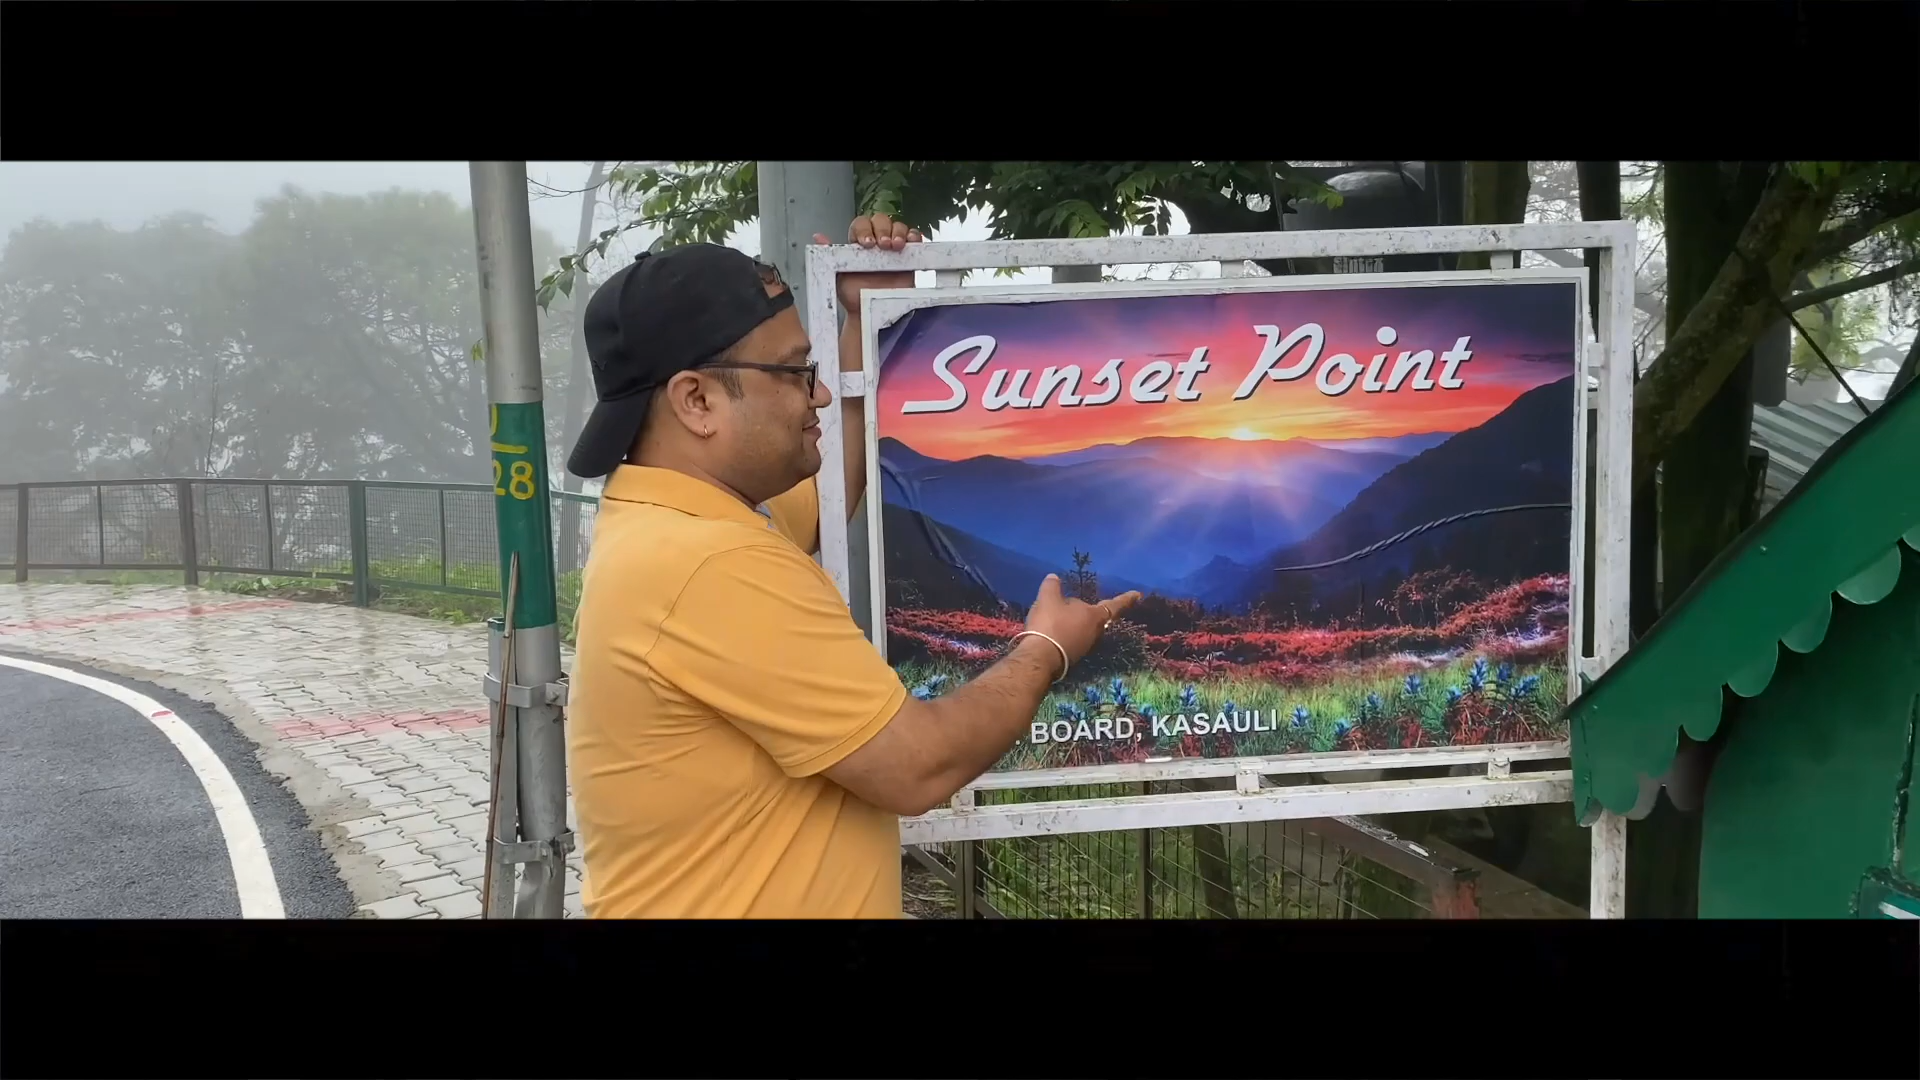 Sunset Point
. BOARD, KASAULI
28